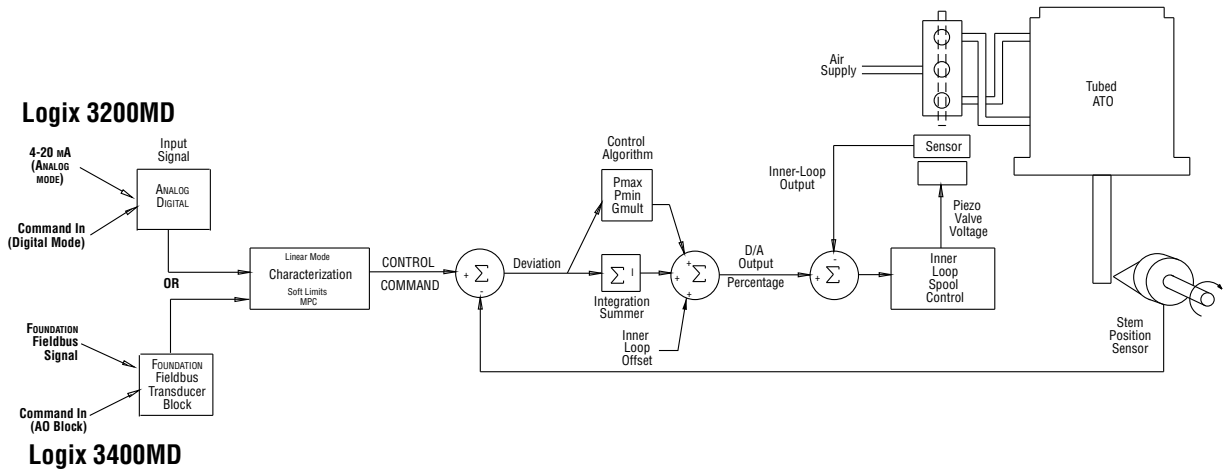 Logix 3200MD
4-20 mA
(Analog
mode)
Command In
(Digital Mode)
Input
Signal
Analog
Digital
OR
Foundation
Fieldbus
Signal
Command In
(AO Block)
Foundation
Fieldbus
Transducer
Block
Logix 3400MD
Linear Mode
Characterization
Soft Limits
MPC
CONTROL
COMMAND
+
Σ
-
Deviation
Control
Algorithm
Pmax
Pmin
Gmult
Σ I
Integration
Summer
Inner
Loop
Offset
+
+
Σ
+
D/A
Output
Percentage
Inner-Loop
Output
-
+
Σ
Inner
Loop
Spool
Control
Piezo
Valve
Voltage
Sensor
Air
Supply
Tubed
ATO
Stem
Position
Sensor